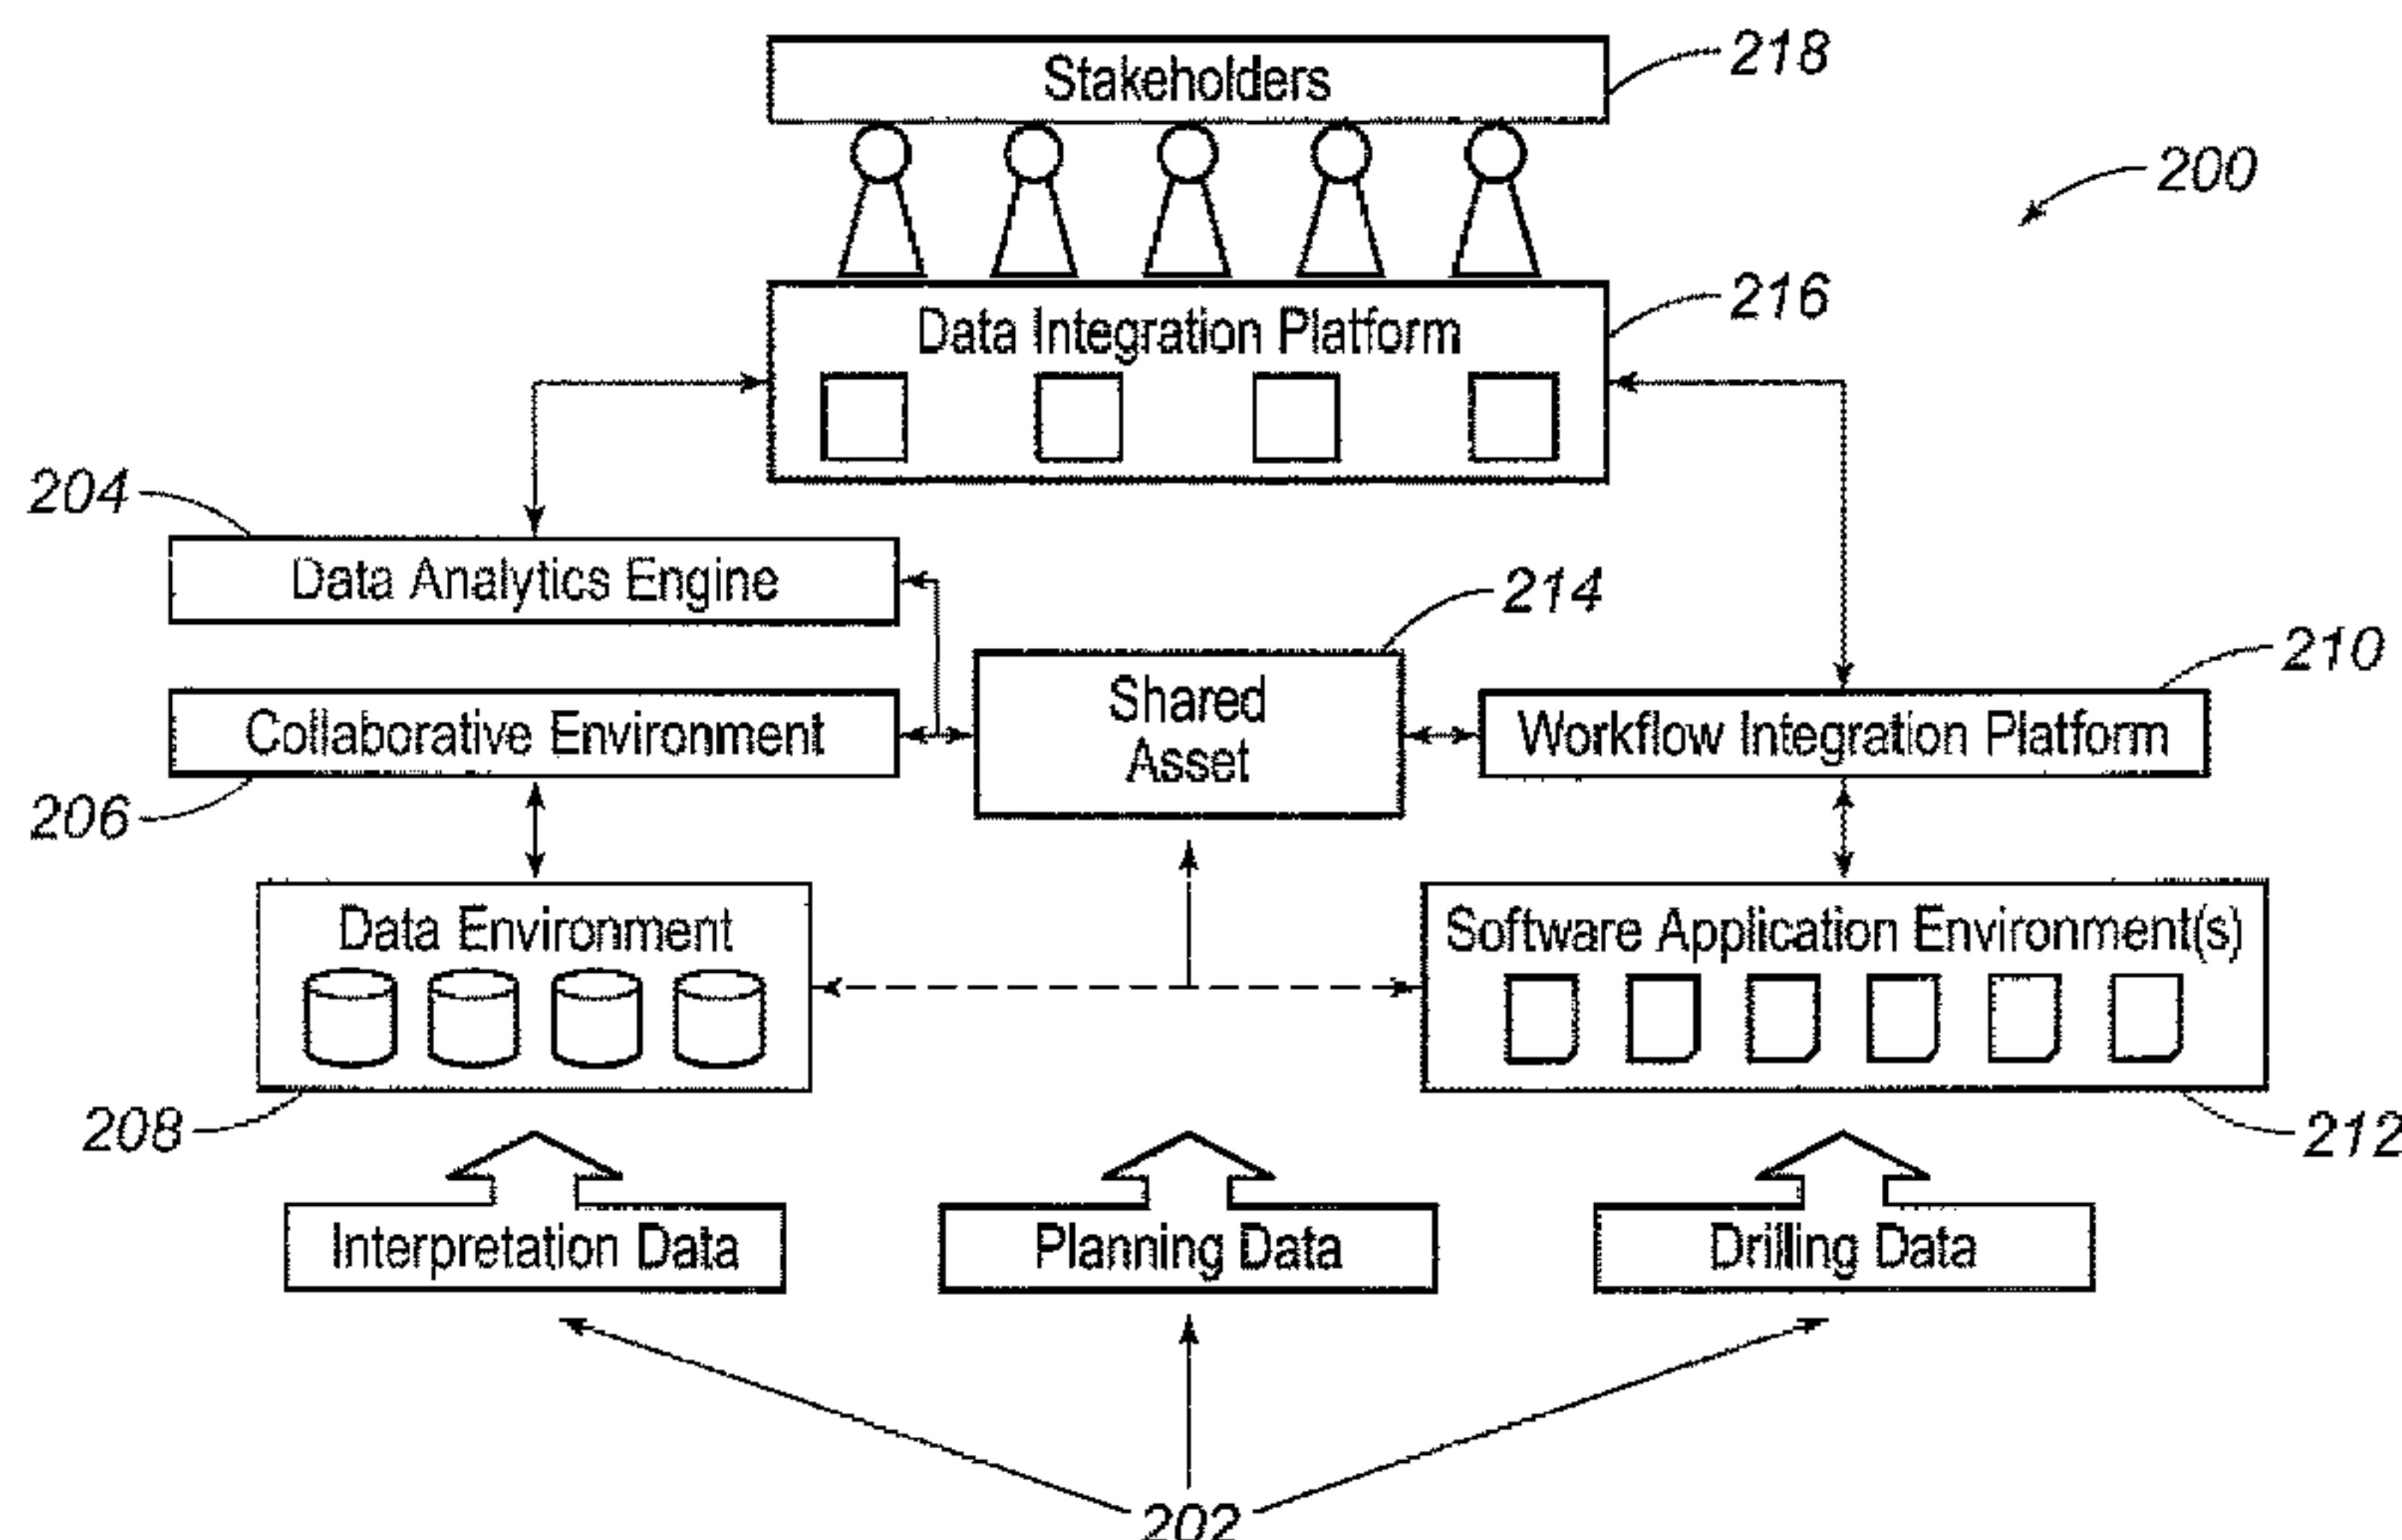 Stakeholders
218
200
216
Data Integration Platform
204
Data Analytics Engine
214
Shared
Asset
210
Collaborative Environment
Workflow Integration Platform
206
Data Environment
Software Application Environment(s)
208
212
Interpretation Data
Planning Data
Drilling Data
202